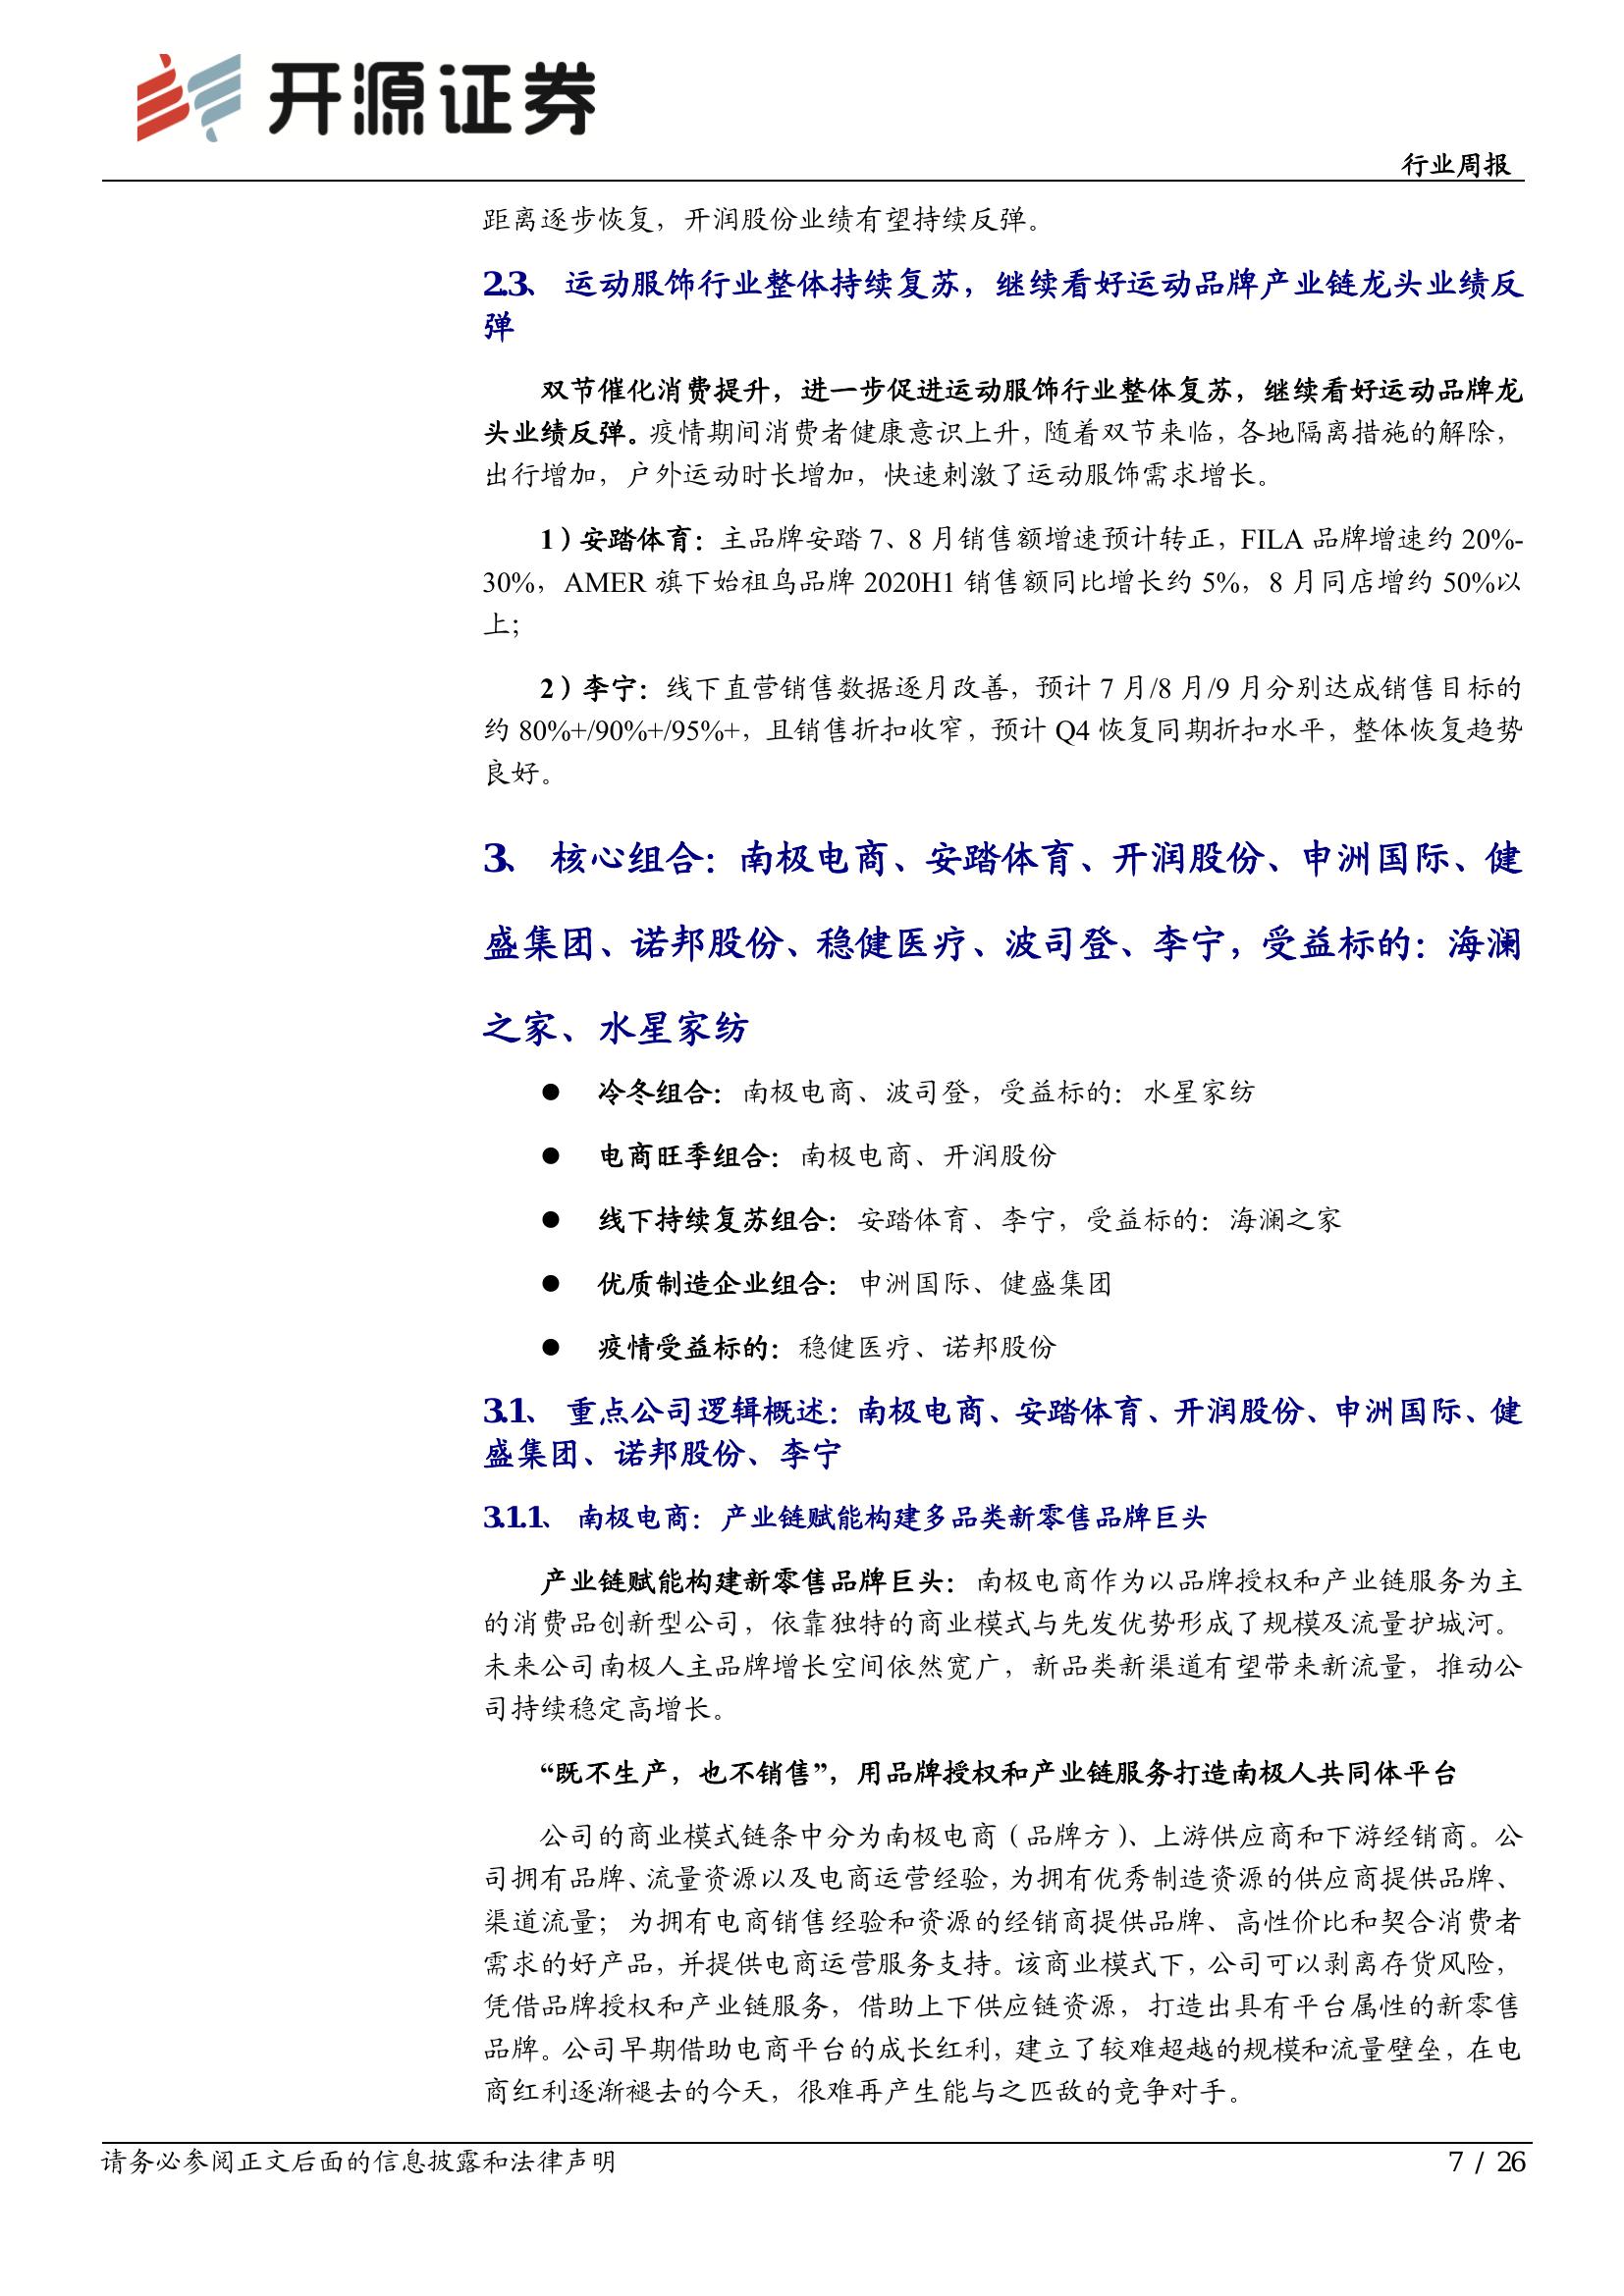 开源证券
行业周报
距离逐步恢复，开润股份业绩有望持续反弹。
2.3、 运动服饰行业整体持续复苏，继续看好运动品牌产业链龙头业绩反
弹
双节催化消费提升，进一步促进运动服饰行业整体复苏，继续看好运动品牌龙
头业绩反弹。疫情期间消费者健康意识上升，随着双节来临，各地隔离措施的解除，
出行增加，户外运动时长增加，快速刺激了运动服饰需求增长。
1）安踏体育：主品牌安踏 7、8 月销售额增速预计转正，FILA 品牌增速约 20%-
30%，AMER 旗下始祖鸟品牌 2020H1 销售额同比增长约 5%，8 月同店增约 50%以
上；
2）李宁：线下直营销售数据逐月改善，预计 7 月/8 月/9 月分别达成销售目标的
约 80%+/90%+/95%+，且销售折扣收窄，预计 Q4 恢复同期折扣水平，整体恢复趋势
良好。
3、 核心组合：南极电商、安踏体育、开润股份、申洲国际、健
盛集团、诺邦股份、稳健医疗、波司登、李宁，受益标的：海澜
之家、水星家纺
● 冷冬组合：南极电商、波司登，受益标的：水星家纺
● 电商旺季组合：南极电商、开润股份
● 线下持续复苏组合：安踏体育、李宁，受益标的：海澜之家
● 优质制造企业组合：申洲国际、健盛集团
● 疫情受益标的：稳健医疗、诺邦股份
3.1、 重点公司逻辑概述：南极电商、安踏体育、开润股份、申洲国际、健
盛集团、诺邦股份、李宁
3.1.1、 南极电商：产业链赋能构建多品类新零售品牌巨头
产业链赋能构建新零售品牌巨头：南极电商作为以品牌授权和产业链服务为主
的消费品创新型公司，依靠独特的商业模式与先发优势形成了规模及流量护城河。
未来公司南极人主品牌增长空间依然宽广，新品类新渠道有望带来新流量，推动公
司持续稳定高增长。
“既不生产，也不销售”，用品牌授权和产业链服务打造南极人共同体平台
公司的商业模式链条中分为南极电商（品牌方）、上游供应商和下游经销商。公
司拥有品牌、流量资源以及电商运营经验，为拥有优秀制造资源的供应商提供品牌、
渠道流量；为拥有电商销售经验和资源的经销商提供品牌、高性价比和契合消费者
需求的好产品，并提供电商运营服务支持。该商业模式下，公司可以剥离存货风险，
凭借品牌授权和产业链服务，借助上下供应链资源，打造出具有平台属性的新零售
品牌。公司早期借助电商平台的成长红利，建立了较难超越的规模和流量壁垒，在电
商红利逐渐褪去的今天，很难再产生能与之匹敌的竞争对手。
请务必参阅正文后面的信息披露和法律声明
7 / 26